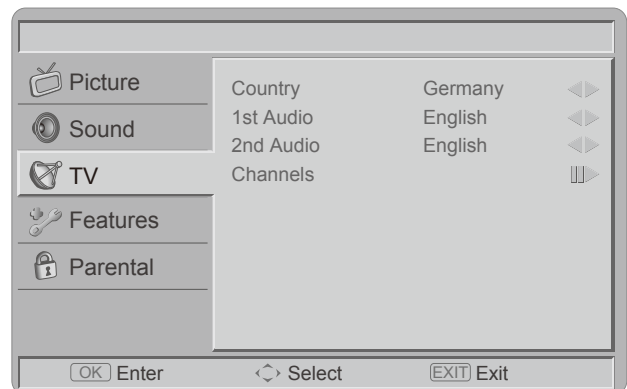 Picture
Sound
TV
Features
Parental
Country Germany
1st Audio English
2nd Audio English
Channels
OK Enter Select EXIT Exit